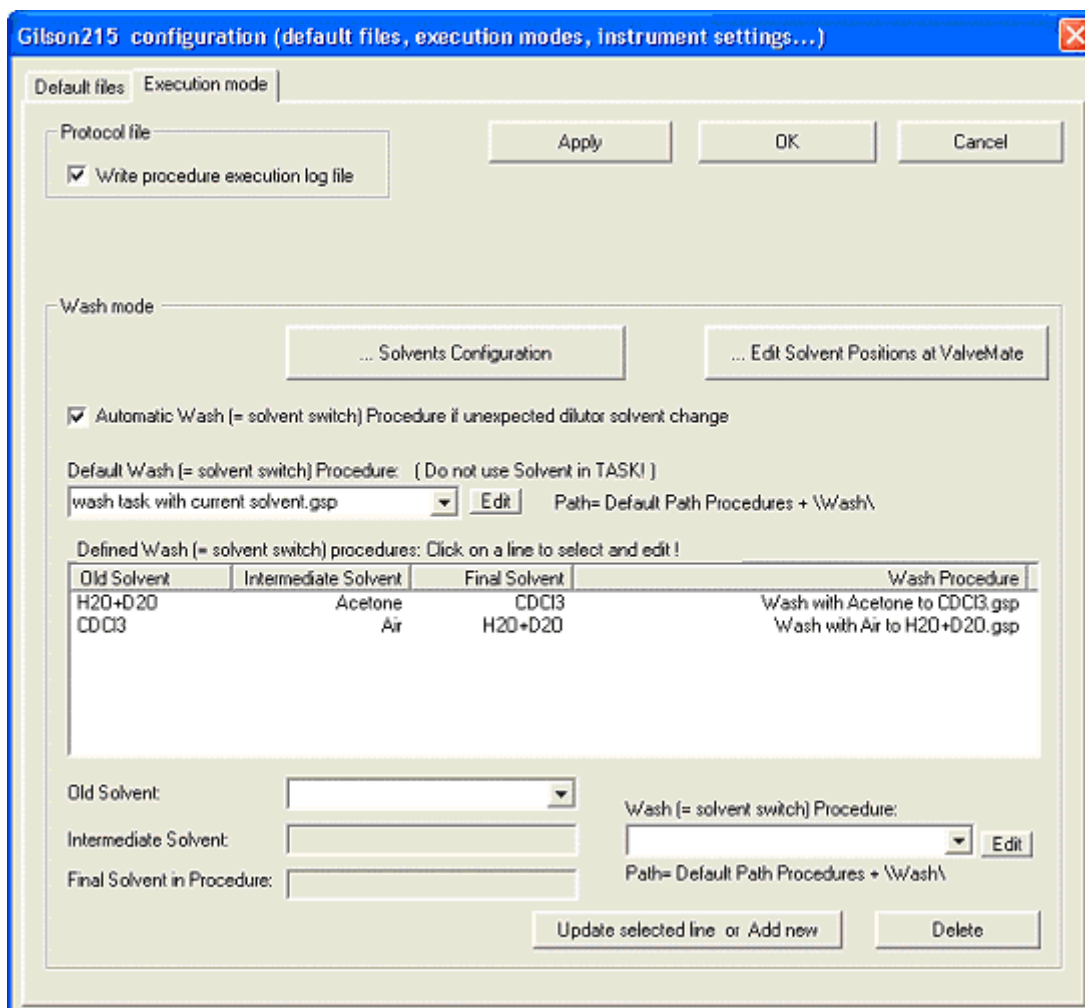 Gilson215 configuration (default files, execution modes, instrument settings...)
Default files Execution mode
Protocol file
Write procedure execution log file
Apply OK Cancel
Wash mode
... Solvents Configuration ... Edit Solvent Positions at ValveMate
Automatic Wash (= solvent switch) Procedure if unexpected dilutor solvent change
Default Wash (= solvent switch) Procedure: ( Do not use Solvent in TASK! )
wash task with current solvent.gsp Edit Path= Default Path Procedures + \Wash\
Defined Wash (= solvent switch) procedures: Click on a line to select and edit !
Old Solvent Intermediate Solvent Final Solvent Wash Procedure
H2O+D2O Acetone CDCl3 Wash with Acetone to CDCl3.gsp
CDCl3 Air H2O+D2O Wash with Air to H2O+D2O.gsp
Old Solvent:
Wash (= solvent switch) Procedure:
Intermediate Solvent:
Edit
Final Solvent in Procedure:
Path= Default Path Procedures + \Wash\
Update selected line or Add new Delete